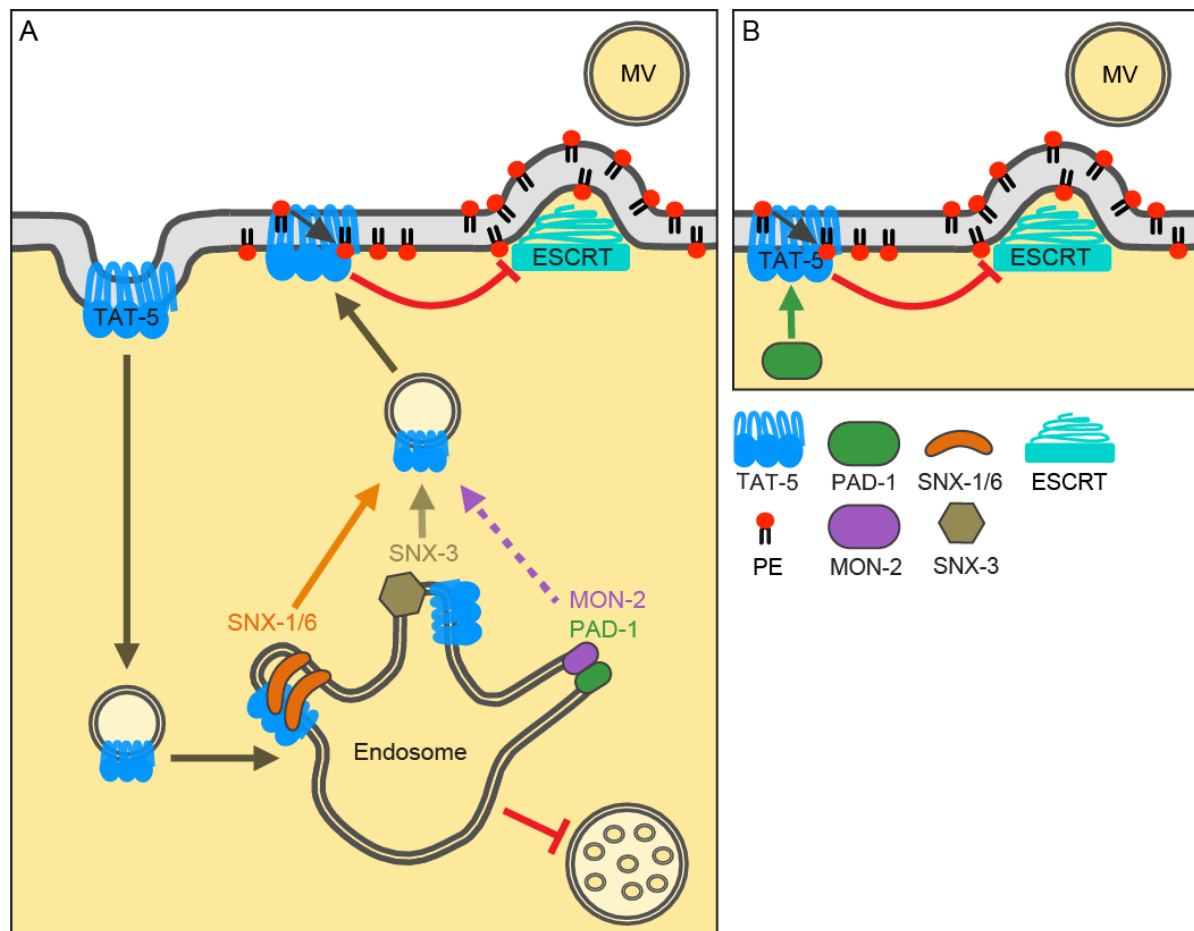 A
MV
TAT-5
ESCRT
SNX-3
SNX-1/6
MON-2
PAD-1
Endosome
B
MV
TAT-5
ESCRT
TAT-5
PAD-1
SNX-1/6
ESCRT
PE
MON-2
SNX-3